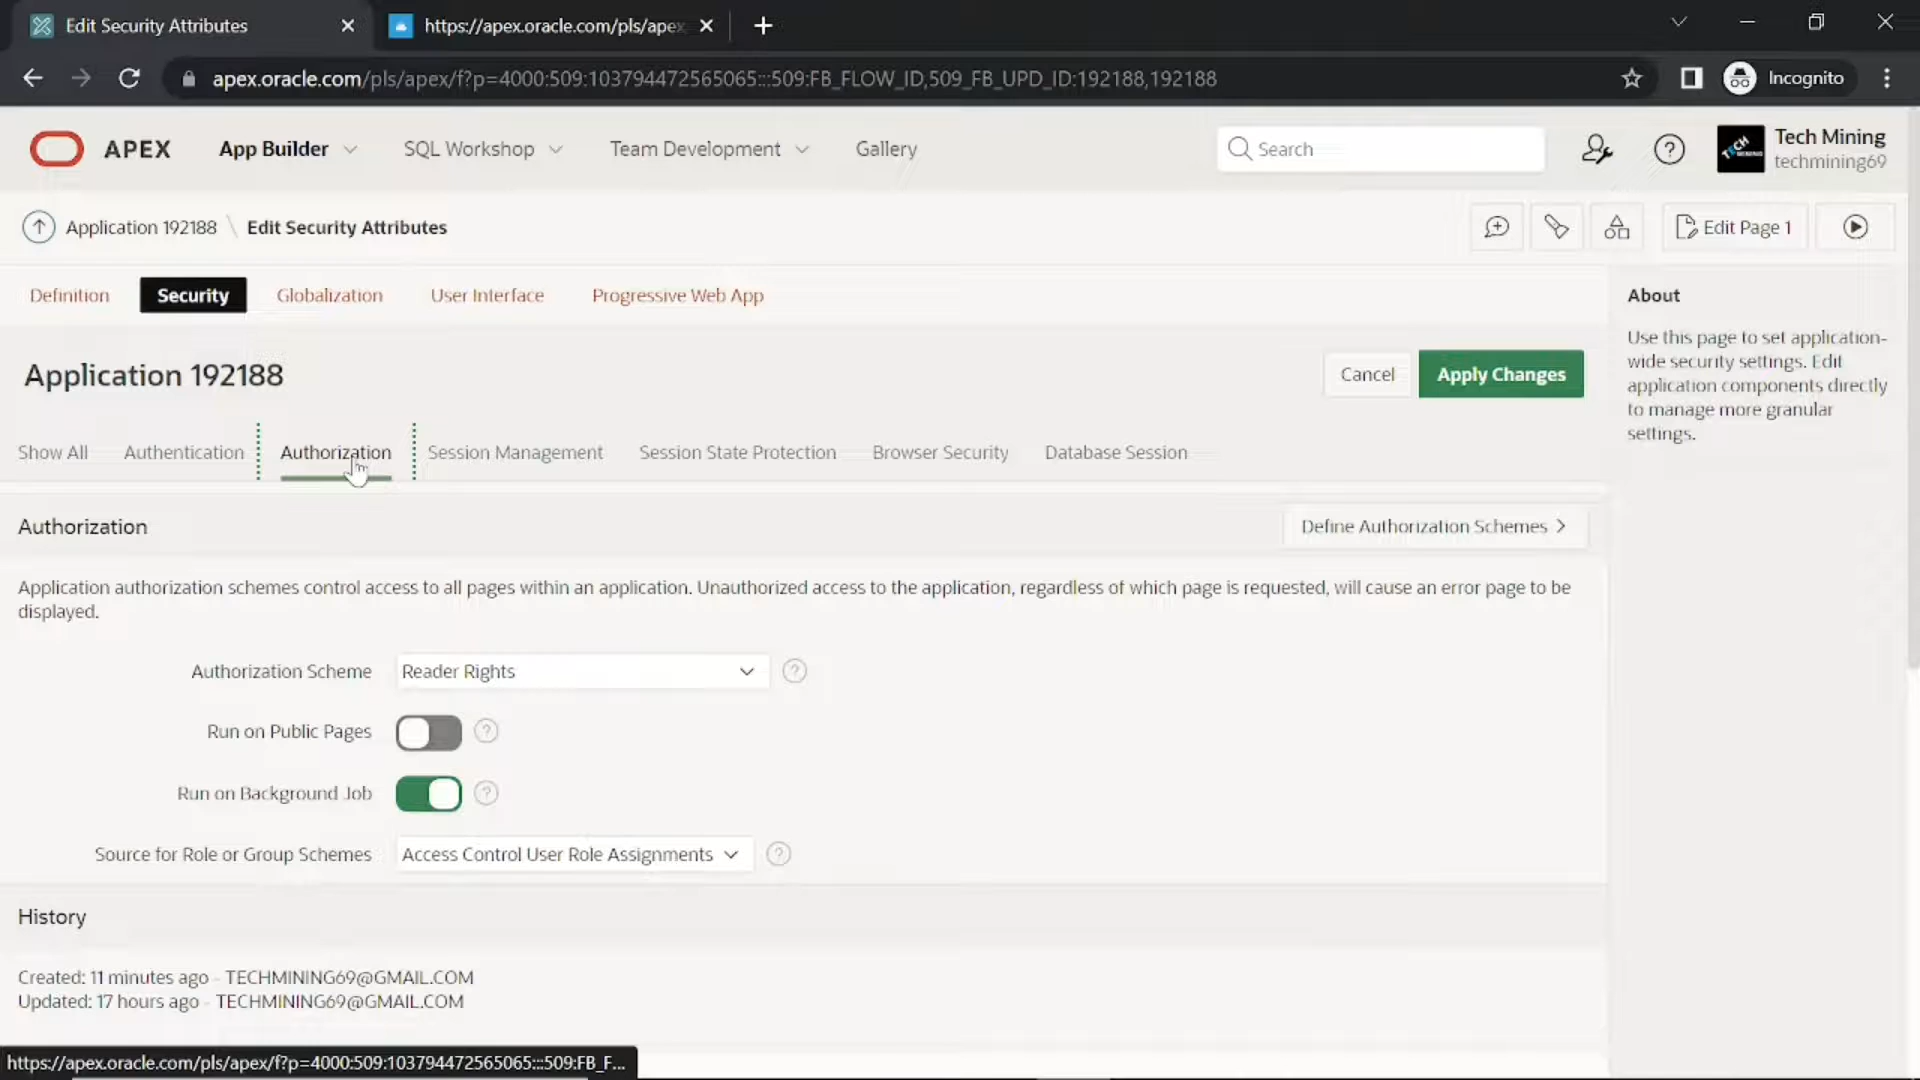 Edit Security Attributes
https://apex.oracle.com/pls/apex
apex.oracle.com/pls/apex/f?p=4000:509:103794472565065:::509:FB_FLOW_ID,509_FB_UPD_ID:192188,192188
Incognito
APEX
App Builder
SQL Workshop
Team Development
Gallery
Search
Tech Mining
techmining69
Application 192188 \ Edit Security Attributes
Edit Page 1
Definition
Security
Globalization
User Interface
Progressive Web App
About
Use this page to set application-
wide security settings. Edit
application components directly
to manage more granular
settings.
Application 192188
Cancel
Apply Changes
Show All
Authentication
Authorization
Session Management
Session State Protection
Browser Security
Database Session
Authorization
Define Authorization Schemes >
Application authorization schemes control access to all pages within an application. Unauthorized access to the application, regardless of which page is requested, will cause an error page to be
displayed.
Authorization Scheme
Reader Rights
Run on Public Pages
Run on Background Job
Source for Role or Group Schemes
Access Control User Role Assignments
History
Created: 11 minutes ago - TECHMINING69@GMAIL.COM
Updated: 17 hours ago - TECHMINING69@GMAIL.COM
https://apex.oracle.com/pls/apex/f?p=4000:509:103794472565065:::509:FB_F...